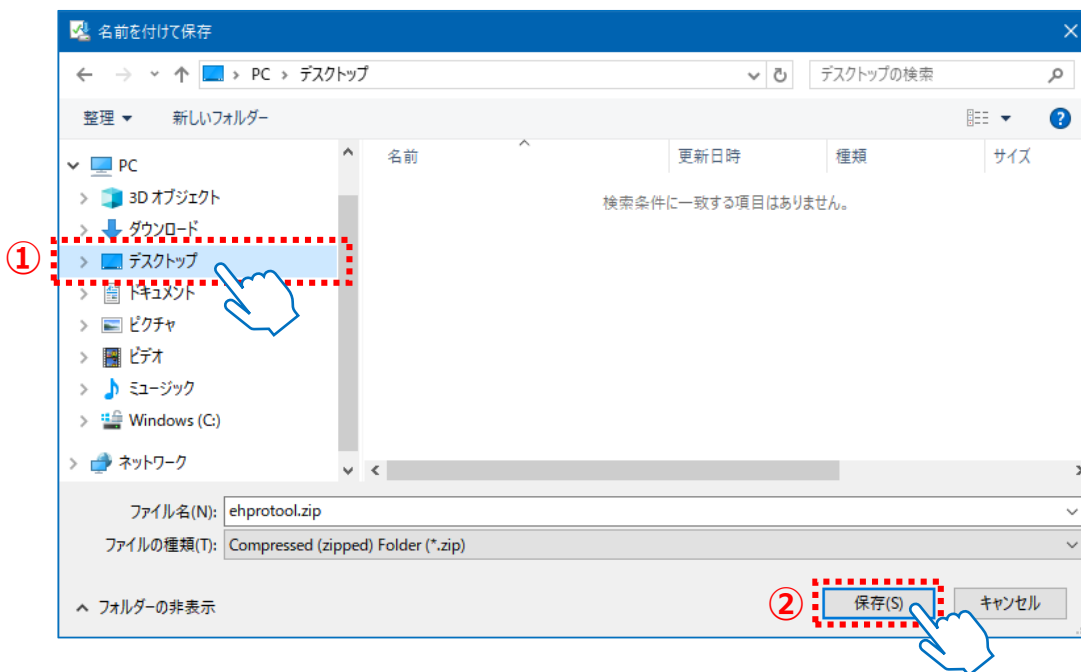 名前を付けて保存
PC › デスクトップ
デスクトップの検索
整理
新しいフォルダー
名前
更新日時
種類
サイズ
検索条件に一致する項目はありません。
PC
3D オブジェクト
ダウンロード
①
デスクトップ
ドキュメント
ピクチャ
ビデオ
ミュージック
Windows (C:)
ネットワーク
ファイル名(N): ehprotool.zip
ファイルの種類(T): Compressed (zipped) Folder (*.zip)
フォルダーの非表示
②
保存(S)
キャンセル